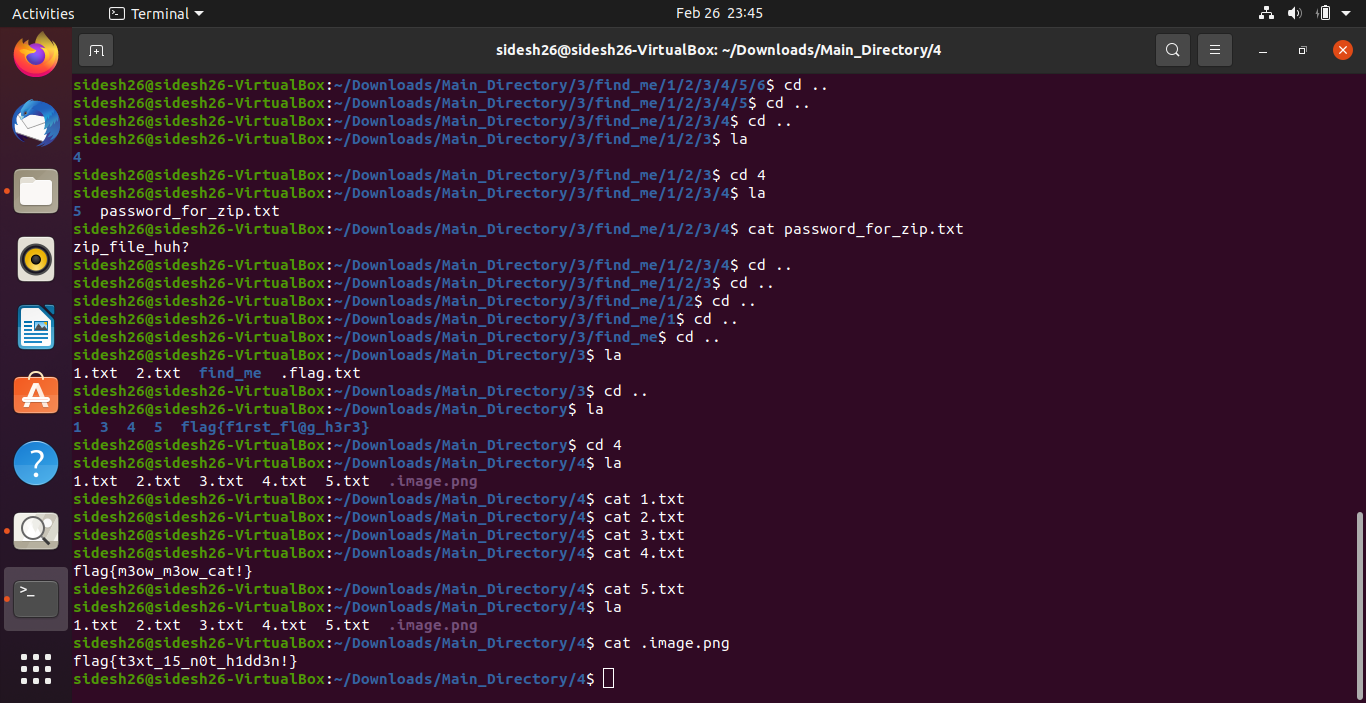 Activities Terminal Feb 26 23:45
sidesh26@sidesh26-VirtualBox: ~/Downloads/Main_Directory/4
sidesh26@sidesh26-VirtualBox:~/Downloads/Main_Directory/3/find_me/1/2/3/4/5/6$ cd ..
sidesh26@sidesh26-VirtualBox:~/Downloads/Main_Directory/3/find_me/1/2/3/4/5$ cd ..
sidesh26@sidesh26-VirtualBox:~/Downloads/Main_Directory/3/find_me/1/2/3/4$ cd ..
sidesh26@sidesh26-VirtualBox:~/Downloads/Main_Directory/3/find_me/1/2/3$ la
4
sidesh26@sidesh26-VirtualBox:~/Downloads/Main_Directory/3/find_me/1/2/3$ cd 4
sidesh26@sidesh26-VirtualBox:~/Downloads/Main_Directory/3/find_me/1/2/3/4$ la
5  password_for_zip.txt
sidesh26@sidesh26-VirtualBox:~/Downloads/Main_Directory/3/find_me/1/2/3/4$ cat password_for_zip.txt
zip_file_huh?
sidesh26@sidesh26-VirtualBox:~/Downloads/Main_Directory/3/find_me/1/2/3/4$ cd ..
sidesh26@sidesh26-VirtualBox:~/Downloads/Main_Directory/3/find_me/1/2/3$ cd ..
sidesh26@sidesh26-VirtualBox:~/Downloads/Main_Directory/3/find_me/1/2$ cd ..
sidesh26@sidesh26-VirtualBox:~/Downloads/Main_Directory/3/find_me/1$ cd ..
sidesh26@sidesh26-VirtualBox:~/Downloads/Main_Directory/3/find_me$ cd ..
sidesh26@sidesh26-VirtualBox:~/Downloads/Main_Directory/3$ la
1.txt  2.txt  find_me  .flag.txt
sidesh26@sidesh26-VirtualBox:~/Downloads/Main_Directory/3$ cd ..
sidesh26@sidesh26-VirtualBox:~/Downloads/Main_Directory$ la
1  3  4  5  flag{f1rst_fl@g_h3r3}
sidesh26@sidesh26-VirtualBox:~/Downloads/Main_Directory$ cd 4
sidesh26@sidesh26-VirtualBox:~/Downloads/Main_Directory/4$ la
1.txt  2.txt  3.txt  4.txt  5.txt  .image.png
sidesh26@sidesh26-VirtualBox:~/Downloads/Main_Directory/4$ cat 1.txt
sidesh26@sidesh26-VirtualBox:~/Downloads/Main_Directory/4$ cat 2.txt
sidesh26@sidesh26-VirtualBox:~/Downloads/Main_Directory/4$ cat 3.txt
sidesh26@sidesh26-VirtualBox:~/Downloads/Main_Directory/4$ cat 4.txt
flag{m3ow_m3ow_cat!}
sidesh26@sidesh26-VirtualBox:~/Downloads/Main_Directory/4$ cat 5.txt
sidesh26@sidesh26-VirtualBox:~/Downloads/Main_Directory/4$ la
1.txt  2.txt  3.txt  4.txt  5.txt  .image.png
sidesh26@sidesh26-VirtualBox:~/Downloads/Main_Directory/4$ cat .image.png
flag{t3xt_15_n0t_h1dd3n!}
sidesh26@sidesh26-VirtualBox:~/Downloads/Main_Directory/4$